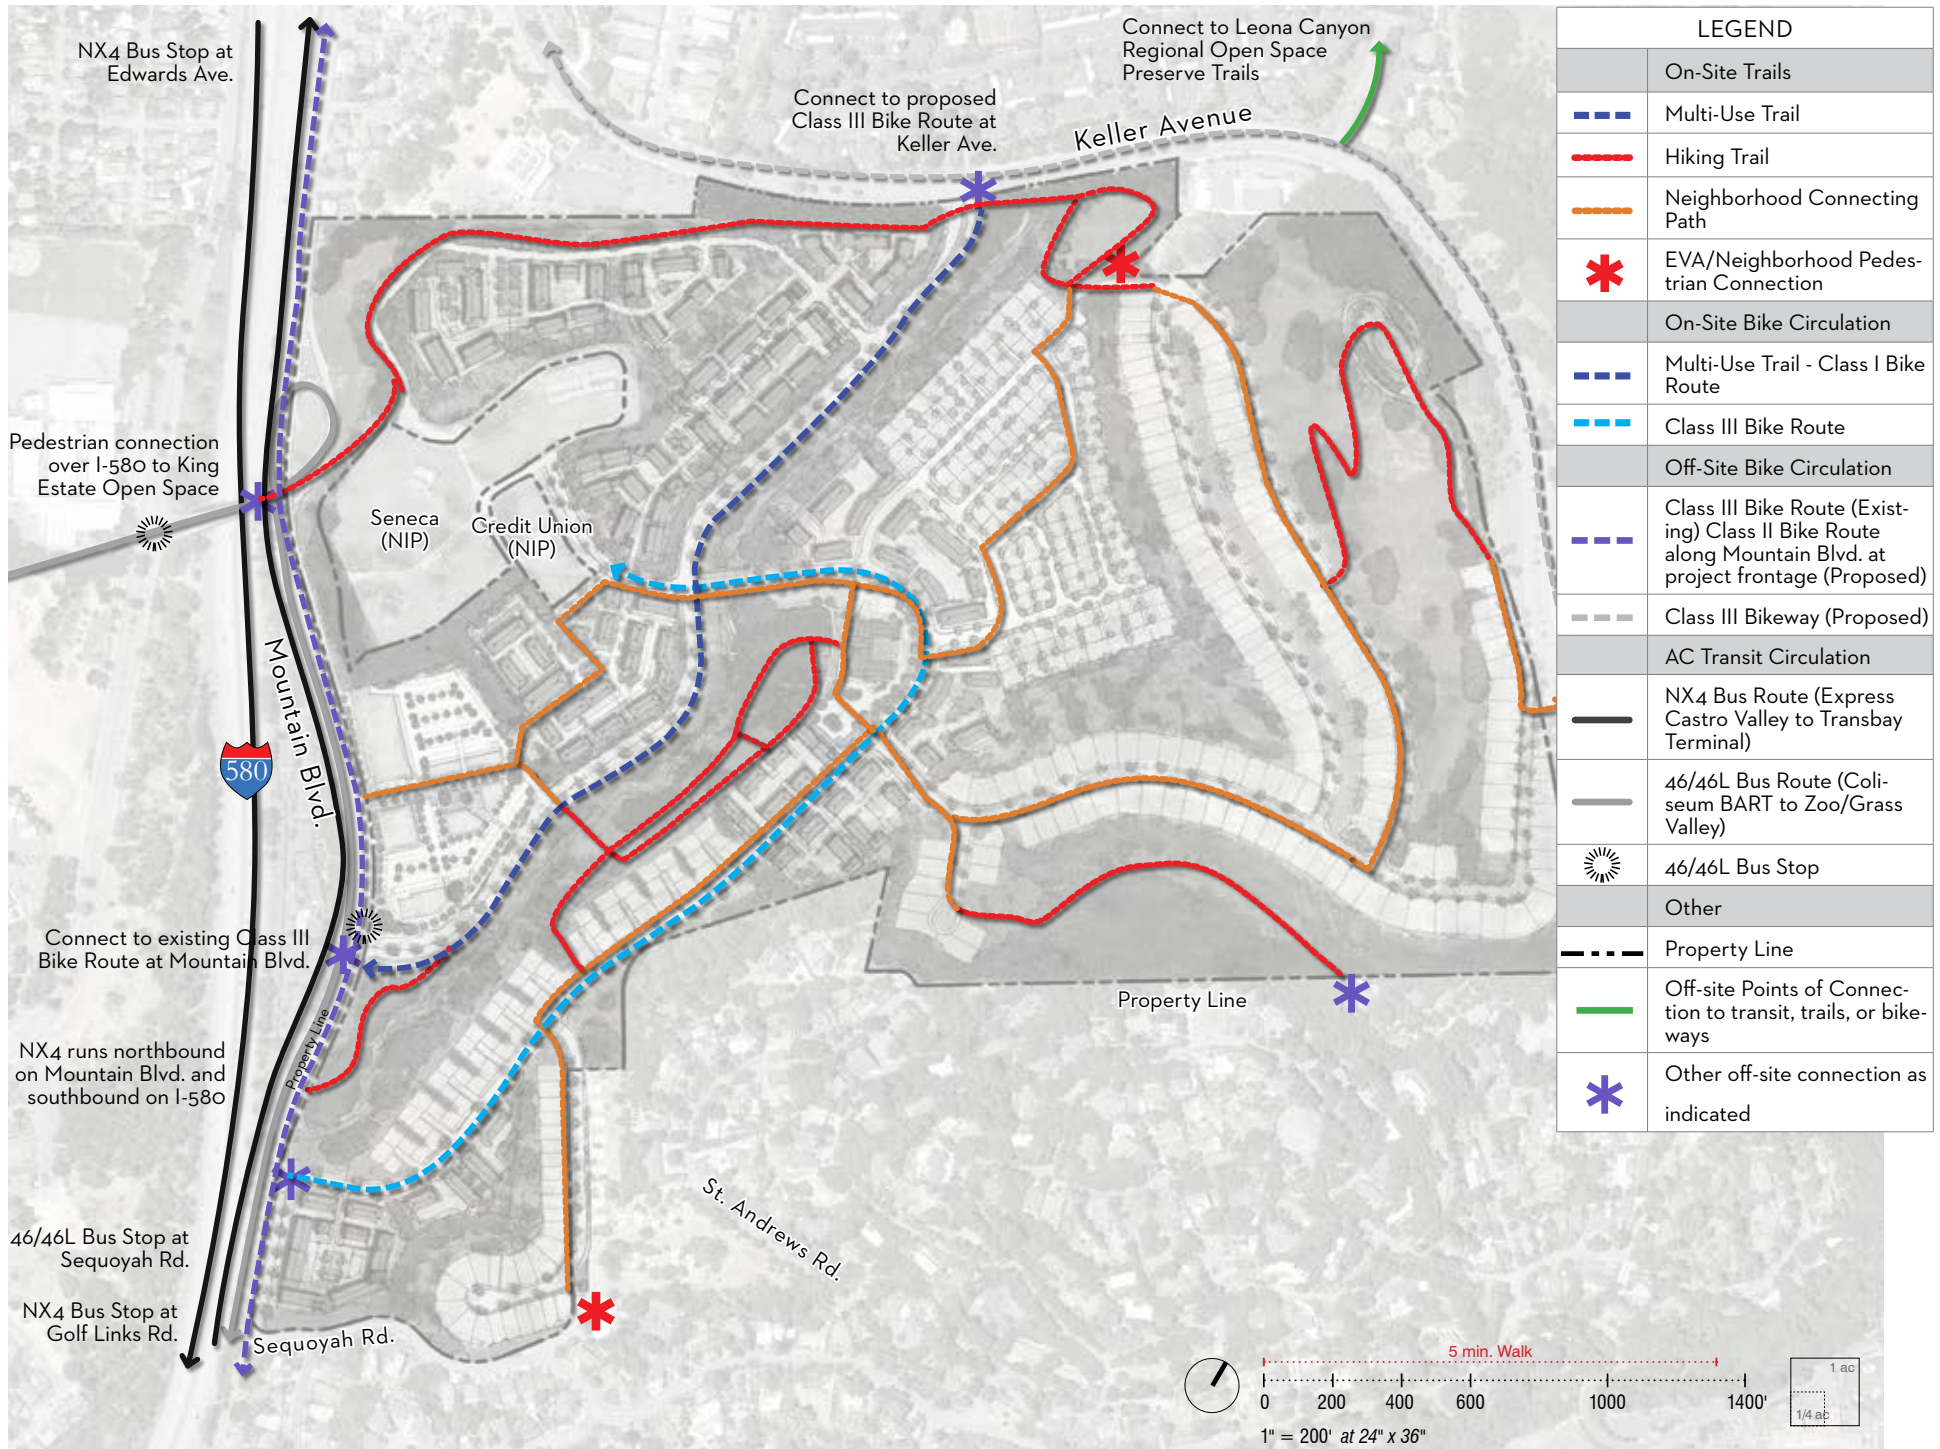 NX4 Bus Stop at
Edwards Ave.
Connect to Leona Canyon
Regional Open Space
Preserve Trails
Connect to proposed
Class III Bike Route at
Keller Ave.
Keller Avenue
Pedestrian connection
over I-580 to King
Estate Open Space
Seneca
(NIP)
Credit Union
(NIP)
Mountain Blvd.
580
Connect to existing Class III
Bike Route at Mountain Blvd.
Property Line
Property Line
NX4 runs northbound
on Mountain Blvd. and
southbound on I-580
St. Andrews Rd.
46/46L Bus Stop at
Sequoyah Rd.
NX4 Bus Stop at
Golf Links Rd.
Sequoyah Rd.
LEGEND
On-Site Trails
Multi-Use Trail
Hiking Trail
Neighborhood Connecting
Path
EVA/Neighborhood Pedes-
trian Connection
On-Site Bike Circulation
Multi-Use Trail - Class I Bike
Route
Class III Bike Route
Off-Site Bike Circulation
Class III Bike Route (Exist-
ing) Class II Bike Route
along Mountain Blvd. at
project frontage (Proposed)
Class III Bikeway (Proposed)
AC Transit Circulation
NX4 Bus Route (Express
Castro Valley to Transbay
Terminal)
46/46L Bus Route (Coli-
seum BART to Zoo/Grass
Valley)
46/46L Bus Stop
Other
Property Line
Off-site Points of Connec-
tion to transit, trails, or bike-
ways
Other off-site connection as
indicated
5 min. Walk
0 200 400 600 1000 1400'
1" = 200' at 24" x 36"
1 ac
1/4 ac